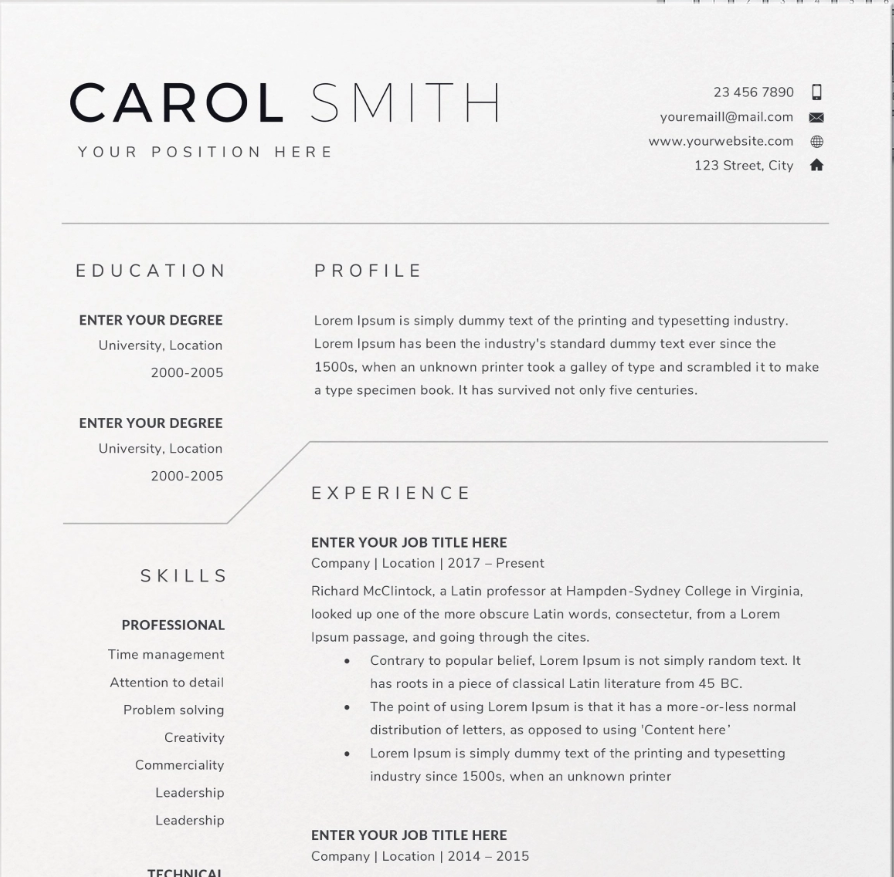 CAROL SMITH
YOUR POSITION HERE
23 456 7890
youremaill@mail.com
www.yourwebsite.com
123 Street, City
EDUCATION
ENTER YOUR DEGREE
University, Location
2000-2005
ENTER YOUR DEGREE
University, Location
2000-2005
SKILLS
PROFESSIONAL
Time management
Attention to detail
Problem solving
Creativity
Commerciality
Leadership
Leadership
TECHNICAL
PROFILE
Lorem Ipsum is simply dummy text of the printing and typesetting industry.
Lorem Ipsum has been the industry's standard dummy text ever since the
1500s, when an unknown printer took a galley of type and scrambled it to make
a type specimen book. It has survived not only five centuries.
EXPERIENCE
ENTER YOUR JOB TITLE HERE
Company | Location | 2017 – Present
Richard McClintock, a Latin professor at Hampden-Sydney College in Virginia,
looked up one of the more obscure Latin words, consectetur, from a Lorem
Ipsum passage, and going through the cites.
• Contrary to popular belief, Lorem Ipsum is not simply random text. It
has roots in a piece of classical Latin literature from 45 BC.
• The point of using Lorem Ipsum is that it has a more-or-less normal
distribution of letters, as opposed to using 'Content here'
• Lorem Ipsum is simply dummy text of the printing and typesetting
industry since 1500s, when an unknown printer
ENTER YOUR JOB TITLE HERE
Company | Location | 2014 – 2015